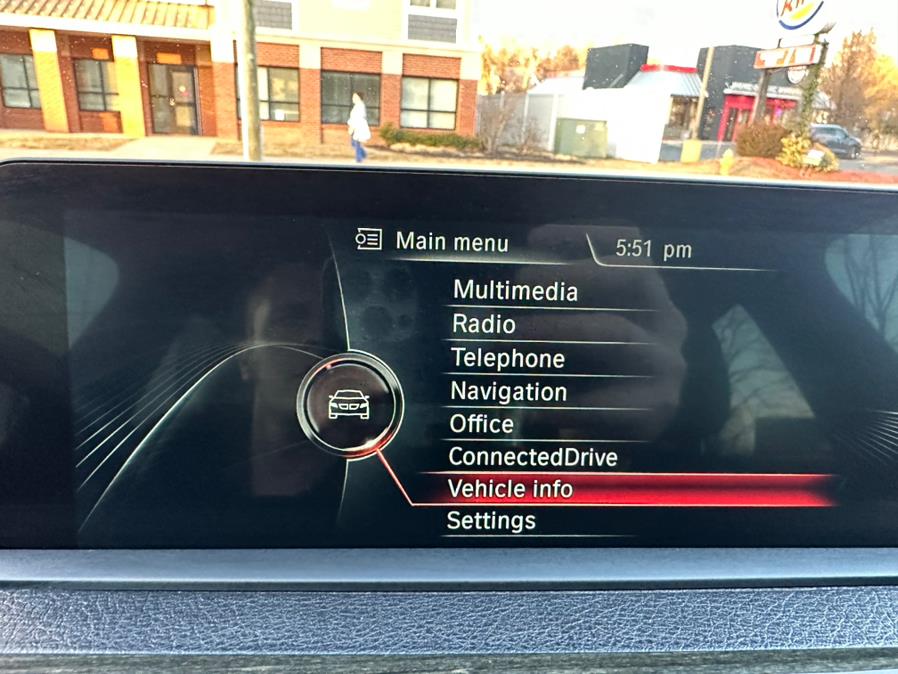 Main menu
5:51 pm
Multimedia
Radio
Telephone
Navigation
Office
ConnectedDrive
Vehicle info
Settings